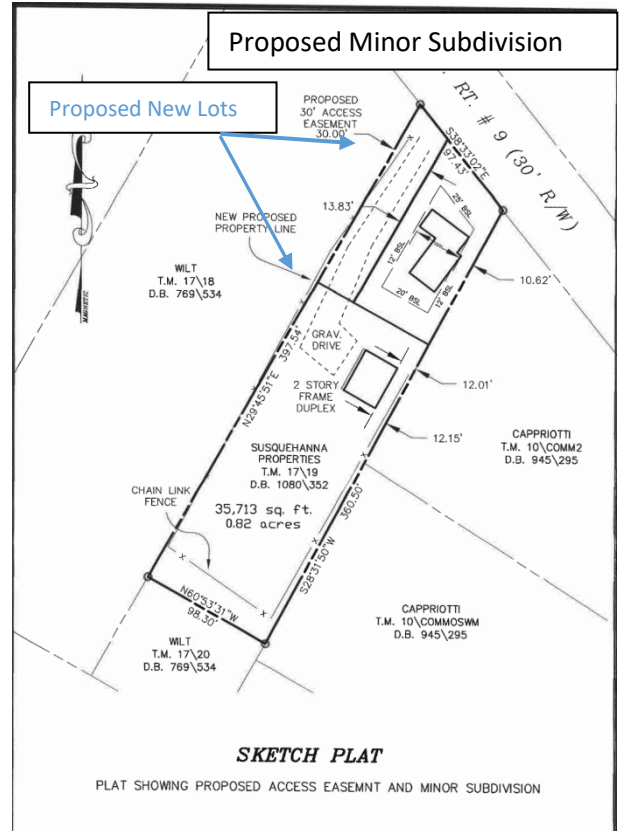 Proposed Minor Subdivision
Proposed New Lots
PROPOSED
30' ACCESS
EASEMENT
30.00'
RT. # 9 (30' R/W)
S38°33'02"E
97.43'
13.83'
25' BSL
12' BSL
20' BSL
12' BSL
NEW PROPOSED
PROPERTY LINE
10.62'
WILT
T.M. 17\18
D.B. 769\534
MAGNETIC
GRAV.
DRIVE
397.54'
N29°45'51"E
2 STORY
FRAME
DUPLEX
12.01'
12.15'
CAPPRIOTTI
T.M. 10\COMM2
D.B. 945\295
SUSQUEHANNA
PROPERTIES
T.M. 17\19
D.B. 1080\352
35,713 sq. ft.
0.82 acres
CHAIN LINK
FENCE
360.50'
S28°31'50"W
N60°53'31"W
98.30'
CAPPRIOTTI
T.M. 10\COMMOSWM
D.B. 945\295
WILT
T.M. 17\20
D.B. 769\534
SKETCH PLAT
PLAT SHOWING PROPOSED ACCESS EASEMNT AND MINOR SUBDIVISION